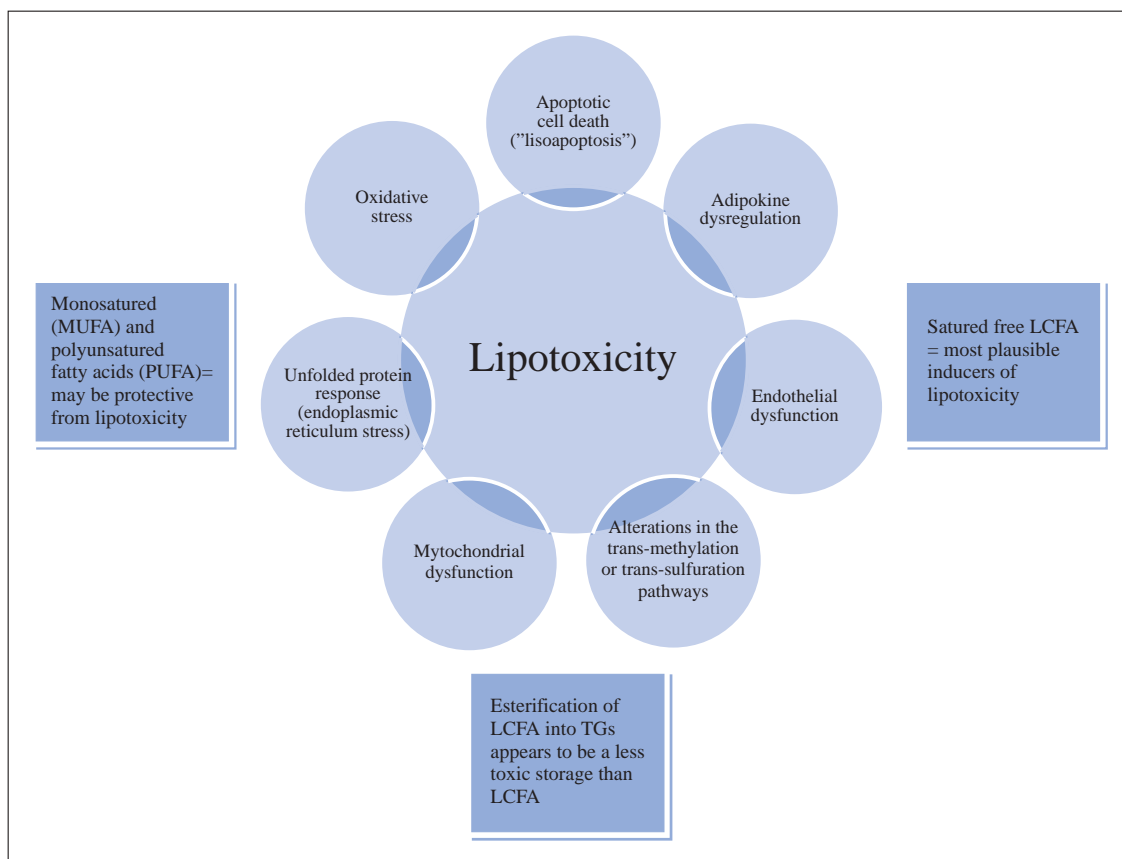 Apoptotic
cell death
(”lisoapoptosis”)
Oxidative
stress
Adipokine
dysregulation
Monosatured
(MUFA) and
polyunsatured
fatty acids (PUFA)=
may be protective
from lipotoxicity
Unfolded protein
response
(endoplasmic
reticulum stress)
Lipotoxicity
Endothelial
dysfunction
Satured free LCFA
= most plausible
inducers of
lipotoxicity
Mytochondrial
dysfunction
Alterations in the
trans-methylation
or trans-sulfuration
pathways
Esterification of
LCFA into TGs
appears to be a less
toxic storage than
LCFA